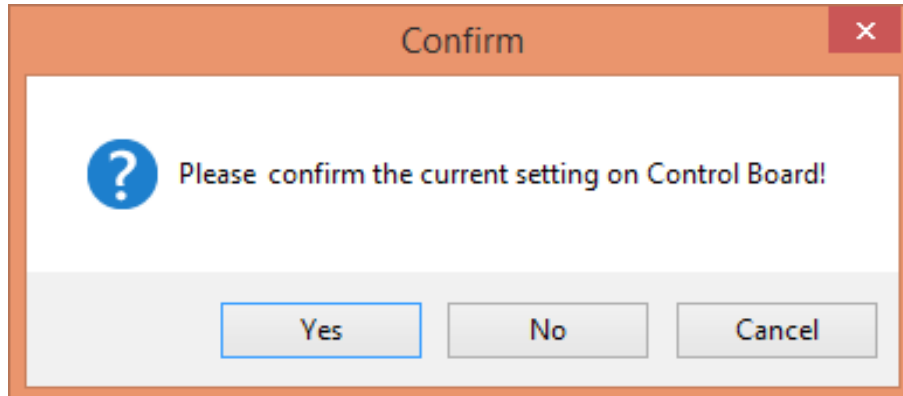 Confirm
Please confirm the current setting on Control Board!
Yes
No
Cancel